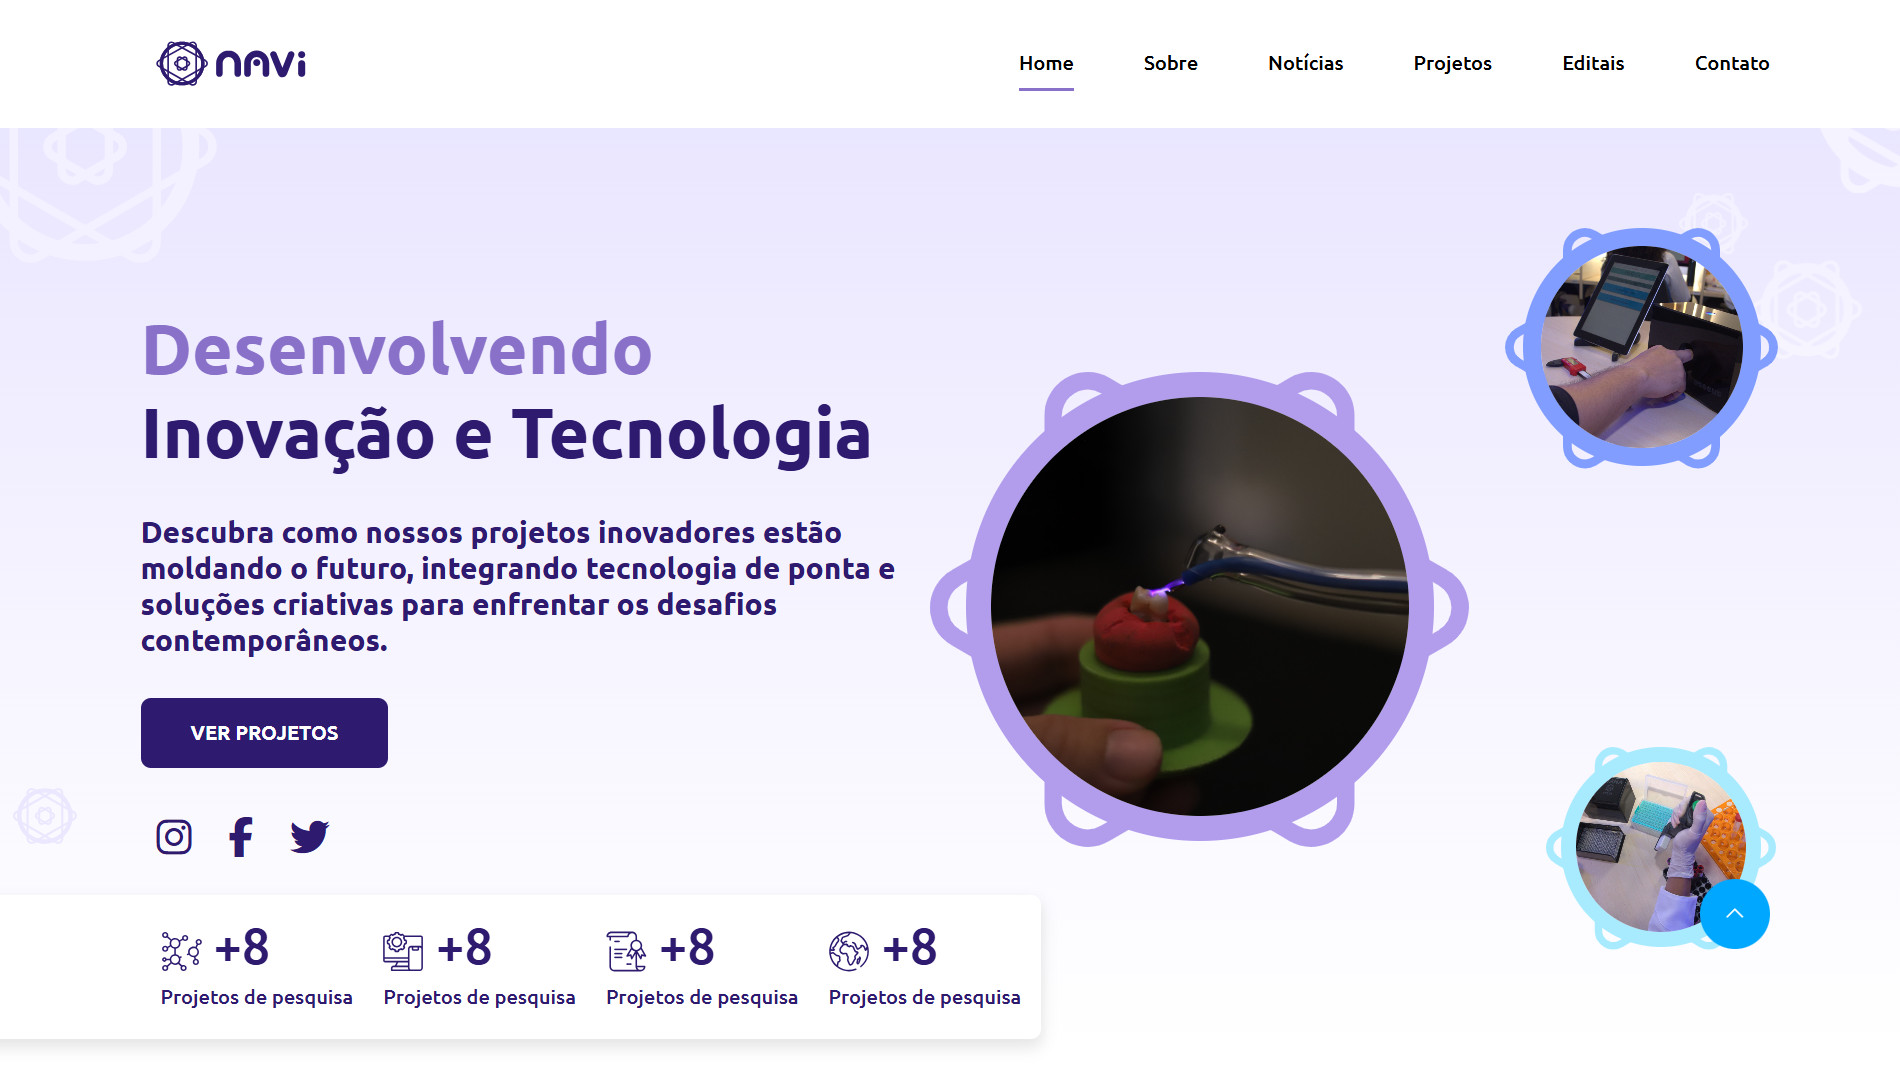 NAVi
Home
Sobre
Notícias
Projetos
Editais
Contato
Desenvolvendo
Inovação e Tecnologia
Descubra como nossos projetos inovadores estão
moldando o futuro, integrando tecnologia de ponta e
soluções criativas para enfrentar os desafios
contemporâneos.
VER PROJETOS
+8
Projetos de pesquisa
+8
Projetos de pesquisa
+8
Projetos de pesquisa
+8
Projetos de pesquisa